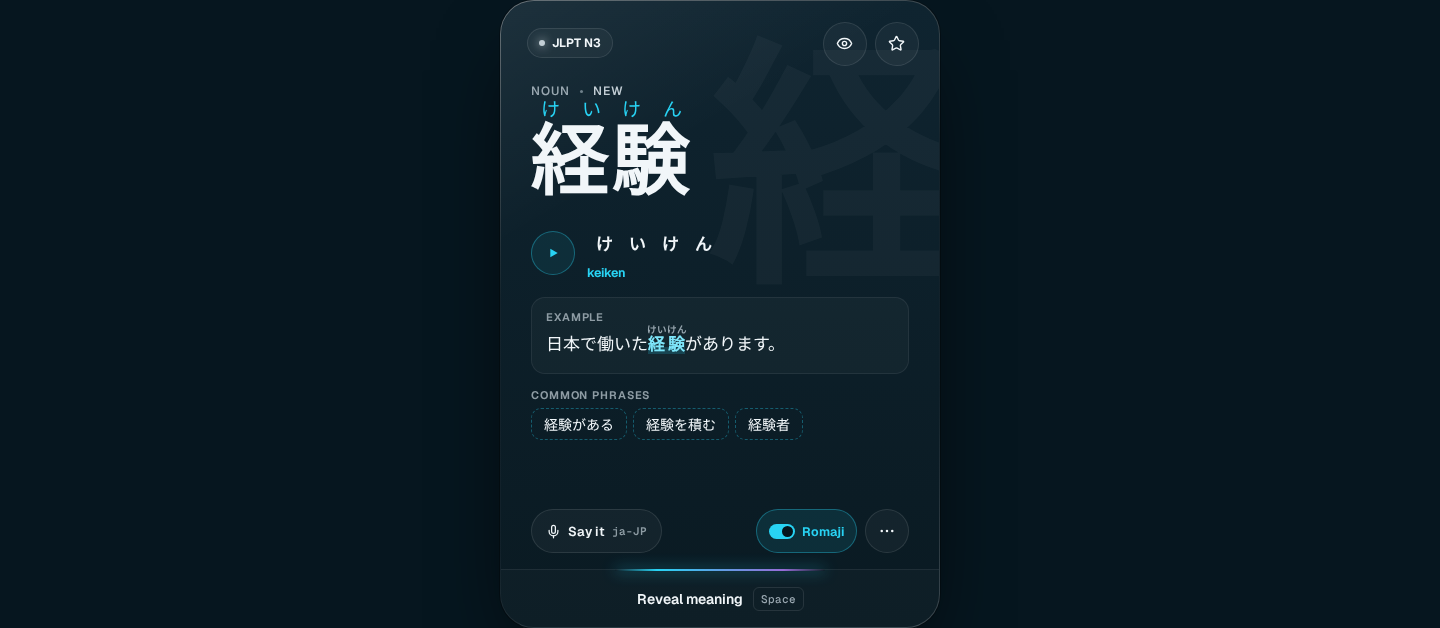 JLPT N3
NOUN • NEW
けいけん
経験
けいけん
keiken
EXAMPLE
けいけん
日本で働いた経験があります。
COMMON PHRASES
経験がある 経験を積む 経験者
Say it ja-JP Romaji
Reveal meaning Space
経